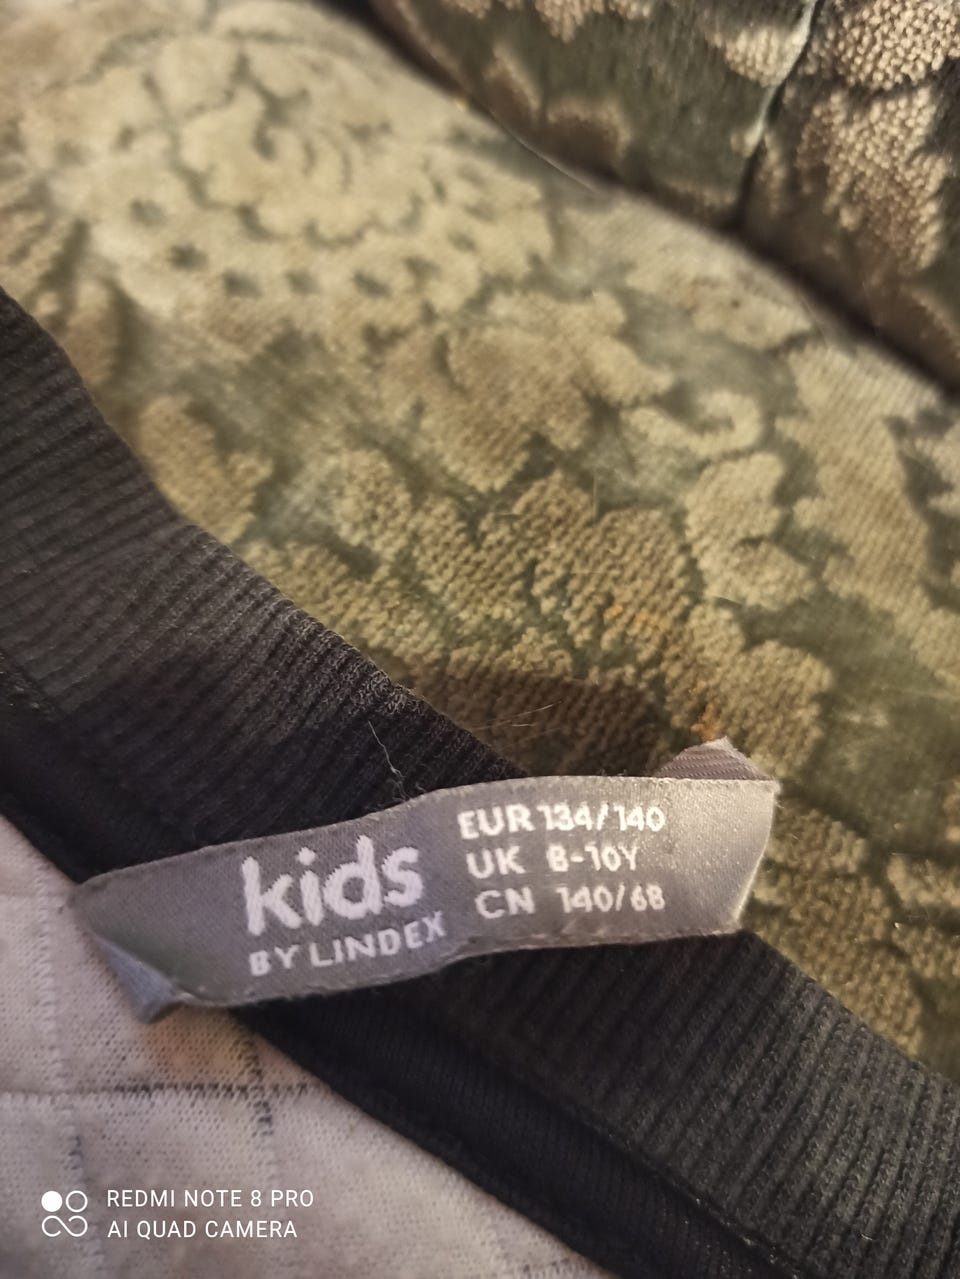 kids
BY LINDEX
EUR 134/140
UK 8-10Y
CN 140/68
REDMI NOTE 8 PRO
AI QUAD CAMERA